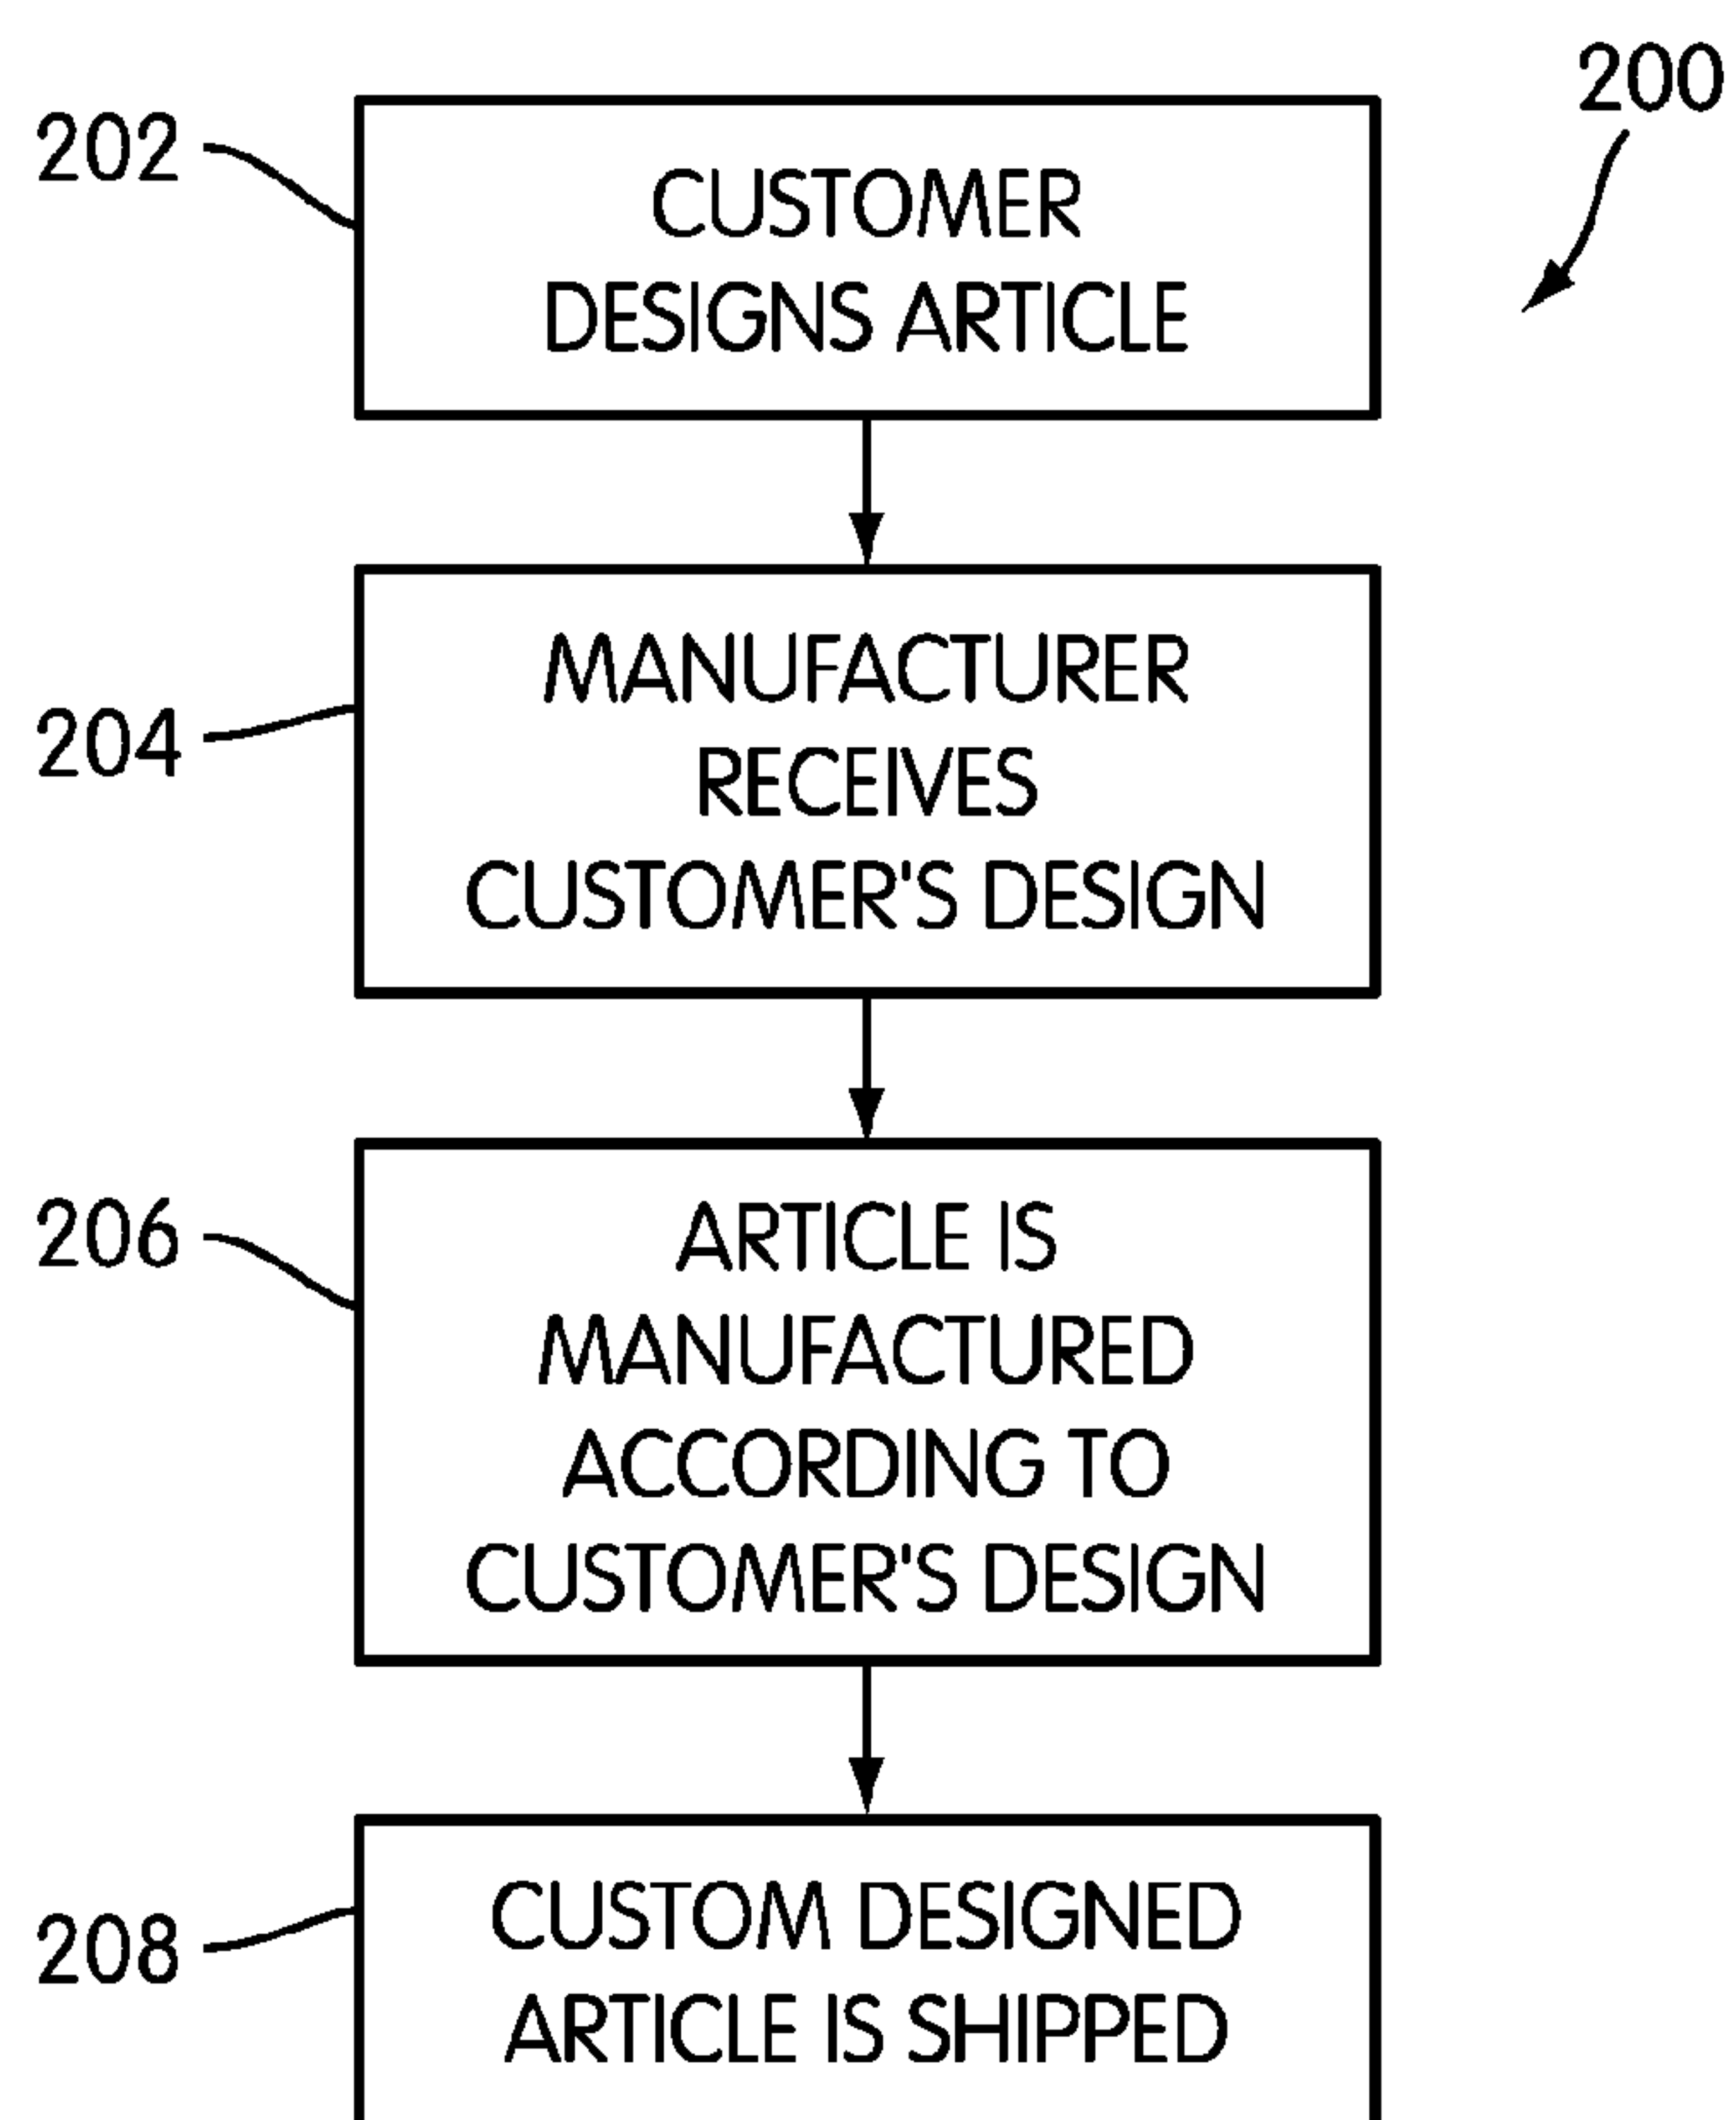 200
202
CUSTOMER
DESIGNS ARTICLE
204
MANUFACTURER
RECEIVES
CUSTOMER'S DESIGN
206
ARTICLE IS
MANUFACTURED
ACCORDING TO
CUSTOMER'S DESIGN
208
CUSTOM DESIGNED
ARTICLE IS SHIPPED